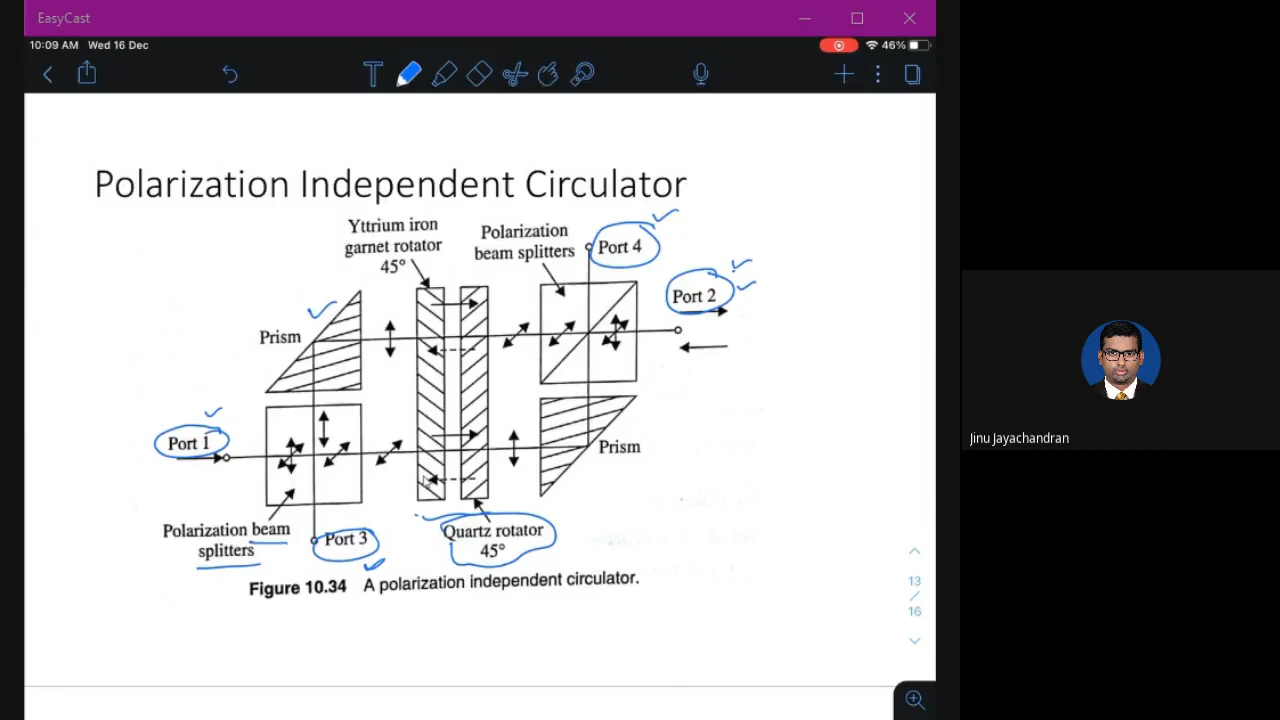 EasyCast
10:09 AM Wed 16 Dec
46%
T
Polarization Independent Circulator
Yttrium iron
garnet rotator
45°
Polarization
beam splitters
Port 4
Port 2
Prism
Port 1
Prism
Polarization beam
splitters
Port 3
Quartz rotator
45°
Figure 10.34 A polarization independent circulator.
13
/
16
Jinu Jayachandran